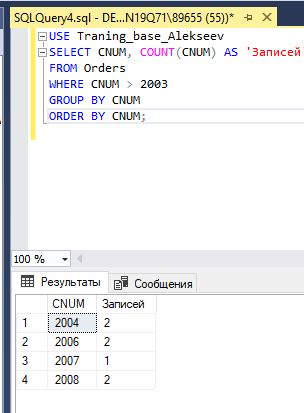 SQLQuery4.sql - DE...N19Q71\89655 (55))*
USE Traning_base_Alekseev
SELECT CNUM, COUNT(CNUM) AS 'Записей'
FROM Orders
WHERE CNUM > 2003
GROUP BY CNUM
ORDER BY CNUM;
100 %
Результаты Сообщения
CNUM Записей
1 2004 2
2 2006 2
3 2007 1
4 2008 2